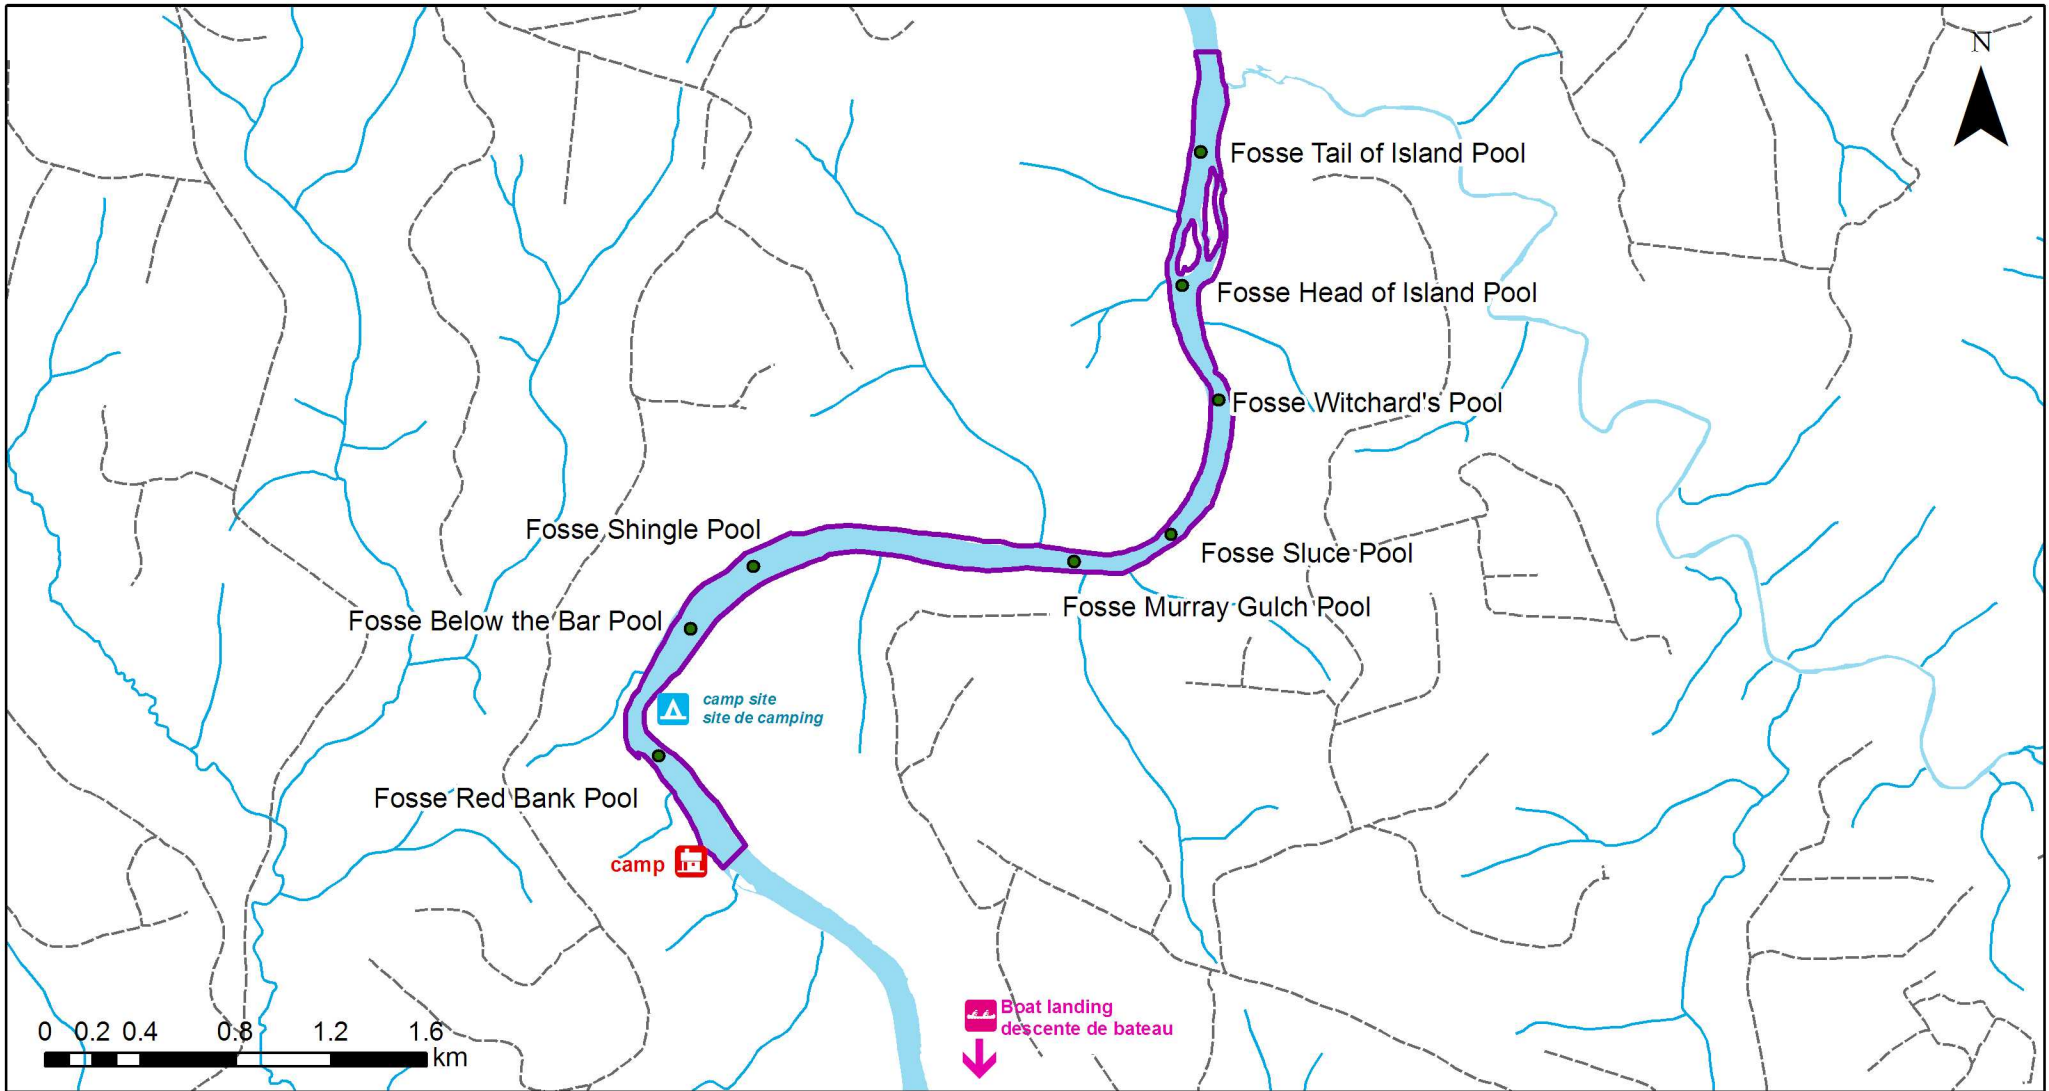 N
Fosse Tail of Island Pool
Fosse Head of Island Pool
Fosse Witchard's Pool
Fosse Shingle Pool
Fosse Sluce Pool
Fosse Murray Gulch Pool
Fosse Below the Bar Pool
camp site
site de camping
Fosse Red Bank Pool
camp
Boat landing
descente de bateau
0 0.2 0.4 0.8 1.2 1.6
km